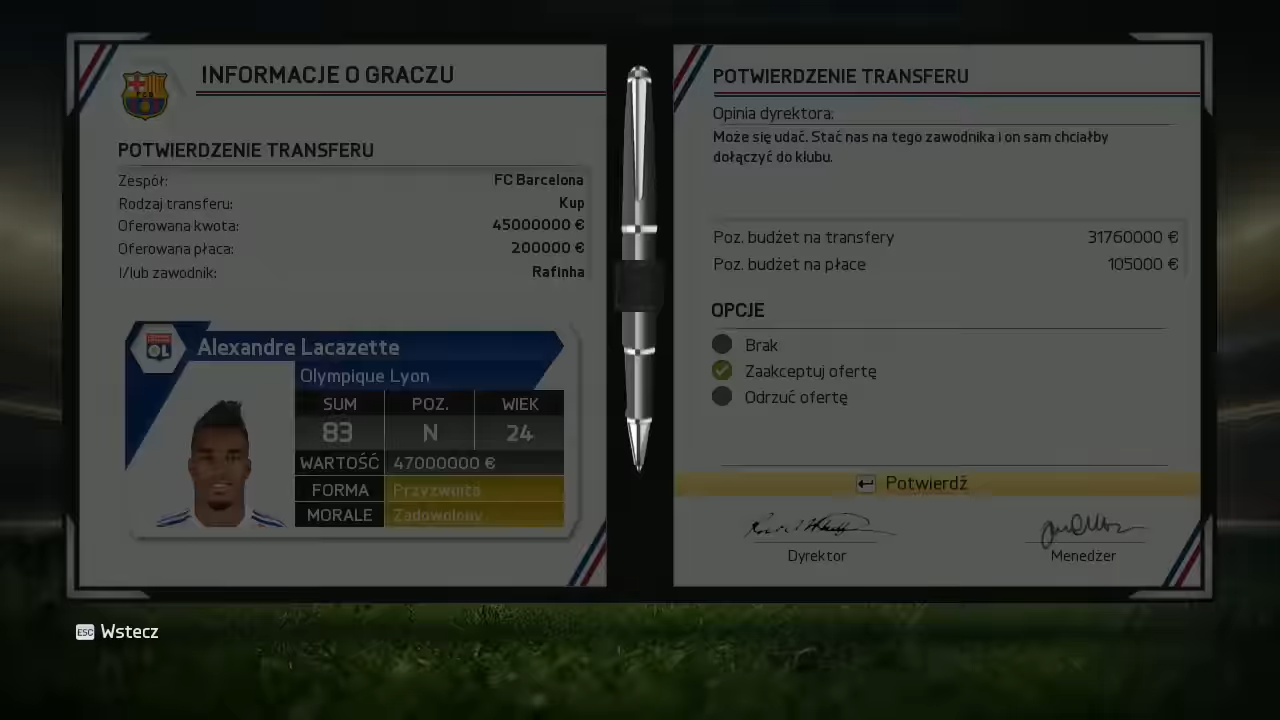 INFORMACJE O GRACZU
POTWIERDZENIE TRANSFERU
Zespół: FC Barcelona
Rodzaj transferu: Kup
Oferowana kwota: 45000000 €
Oferowana płaca: 200000 €
I/lub zawodnik: Rafinha
Alexandre Lacazette
OL
Olympique Lyon
SUM POZ. WIEK
83 N 24
WARTOŚĆ 47000000 €
FORMA Przyzwoita
MORALE Zadowolony
POTWIERDZENIE TRANSFERU
Opinia dyrektora:
Może się udać. Stać nas na tego zawodnika i on sam chciałby
dołączyć do klubu.
Poz. budżet na transfery 31760000 €
Poz. budżet na płace 105000 €
OPCJE
Brak
Zaakceptuj ofertę
Odrzuć ofertę
Potwierdź
Dyrektor Menedżer
ESC Wstecz